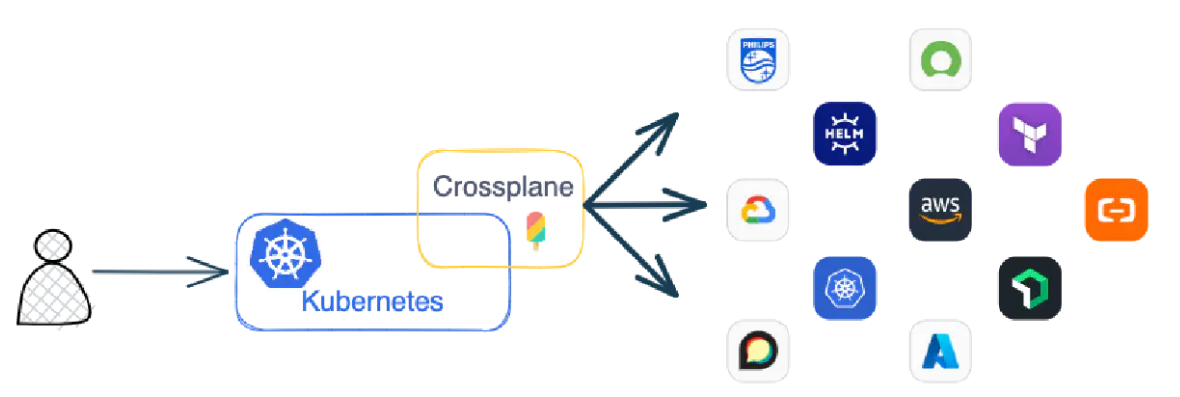 PHILIPS
HELM
Crossplane
aws
Kubernetes